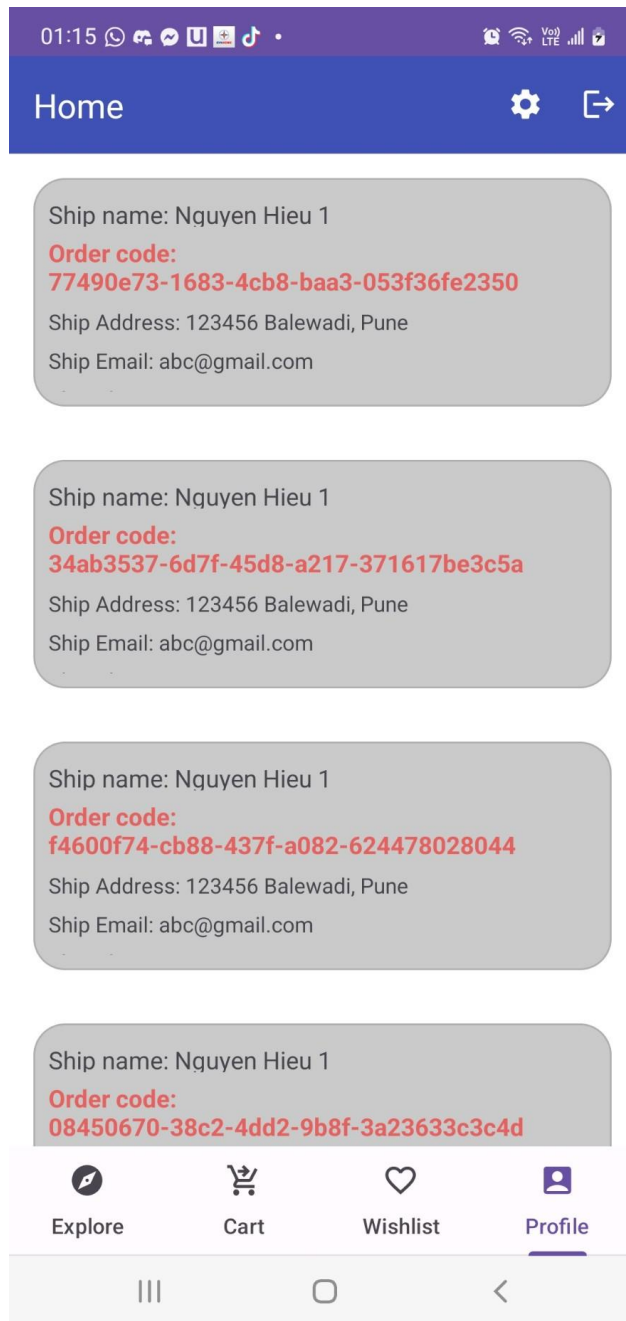 01:15
Vo))
LTE
Home
Ship name: Nguyen Hieu 1
Order code:
77490e73-1683-4cb8-baa3-053f36fe2350
Ship Address: 123456 Balewadi, Pune
Ship Email: abc@gmail.com
Ship name: Nguyen Hieu 1
Order code:
34ab3537-6d7f-45d8-a217-371617be3c5a
Ship Address: 123456 Balewadi, Pune
Ship Email: abc@gmail.com
Ship name: Nguyen Hieu 1
Order code:
f4600f74-cb88-437f-a082-624478028044
Ship Address: 123456 Balewadi, Pune
Ship Email: abc@gmail.com
Ship name: Nguyen Hieu 1
Order code:
08450670-38c2-4dd2-9b8f-3a23633c3c4d
Explore
Cart
Wishlist
Profile